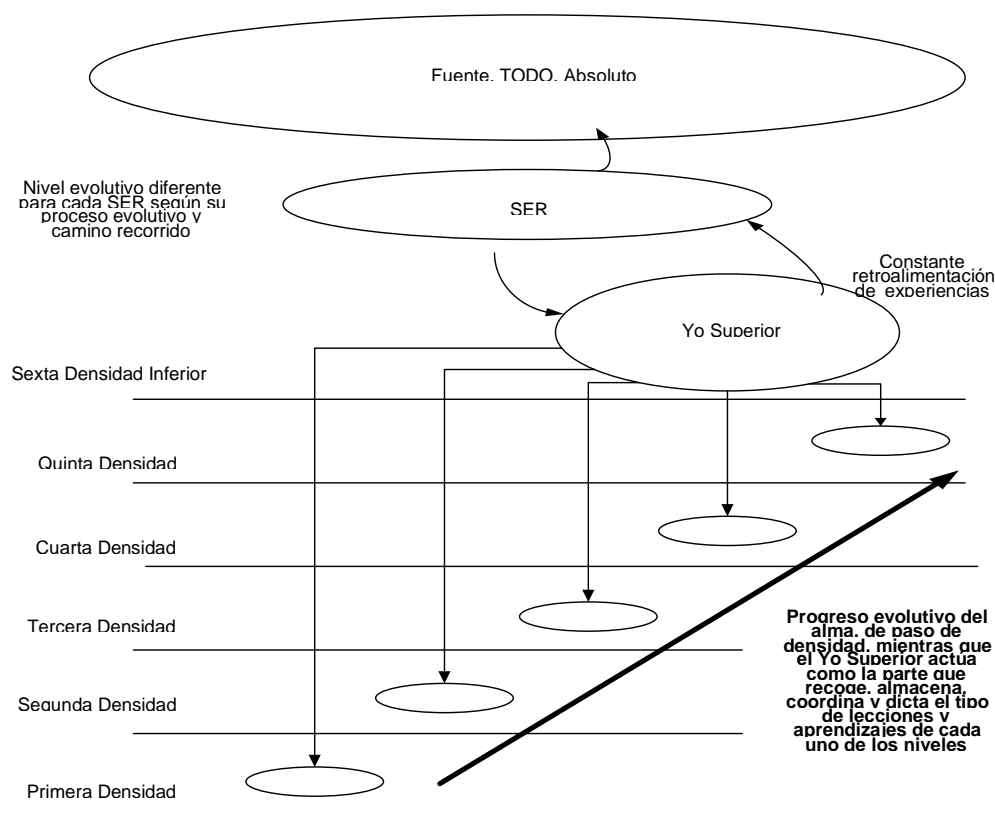 Fuente. TODO. Absoluto
Nivel evolutivo diferente
para cada SER según su
proceso evolutivo y
camino recorrido
SER
Constante
retroalimentación
de experiencias
Yo Superior
Sexta Densidad Inferior
Quinta Densidad
Cuarta Densidad
Tercera Densidad
Progreso evolutivo del
alma, de paso de
densidad, mientras que
el Yo Superior actúa
como la parte que
recoge, almacena,
coordina y dicta el tipo
de lecciones y
aprendizajes de cada
uno de los niveles
Segunda Densidad
Primera Densidad